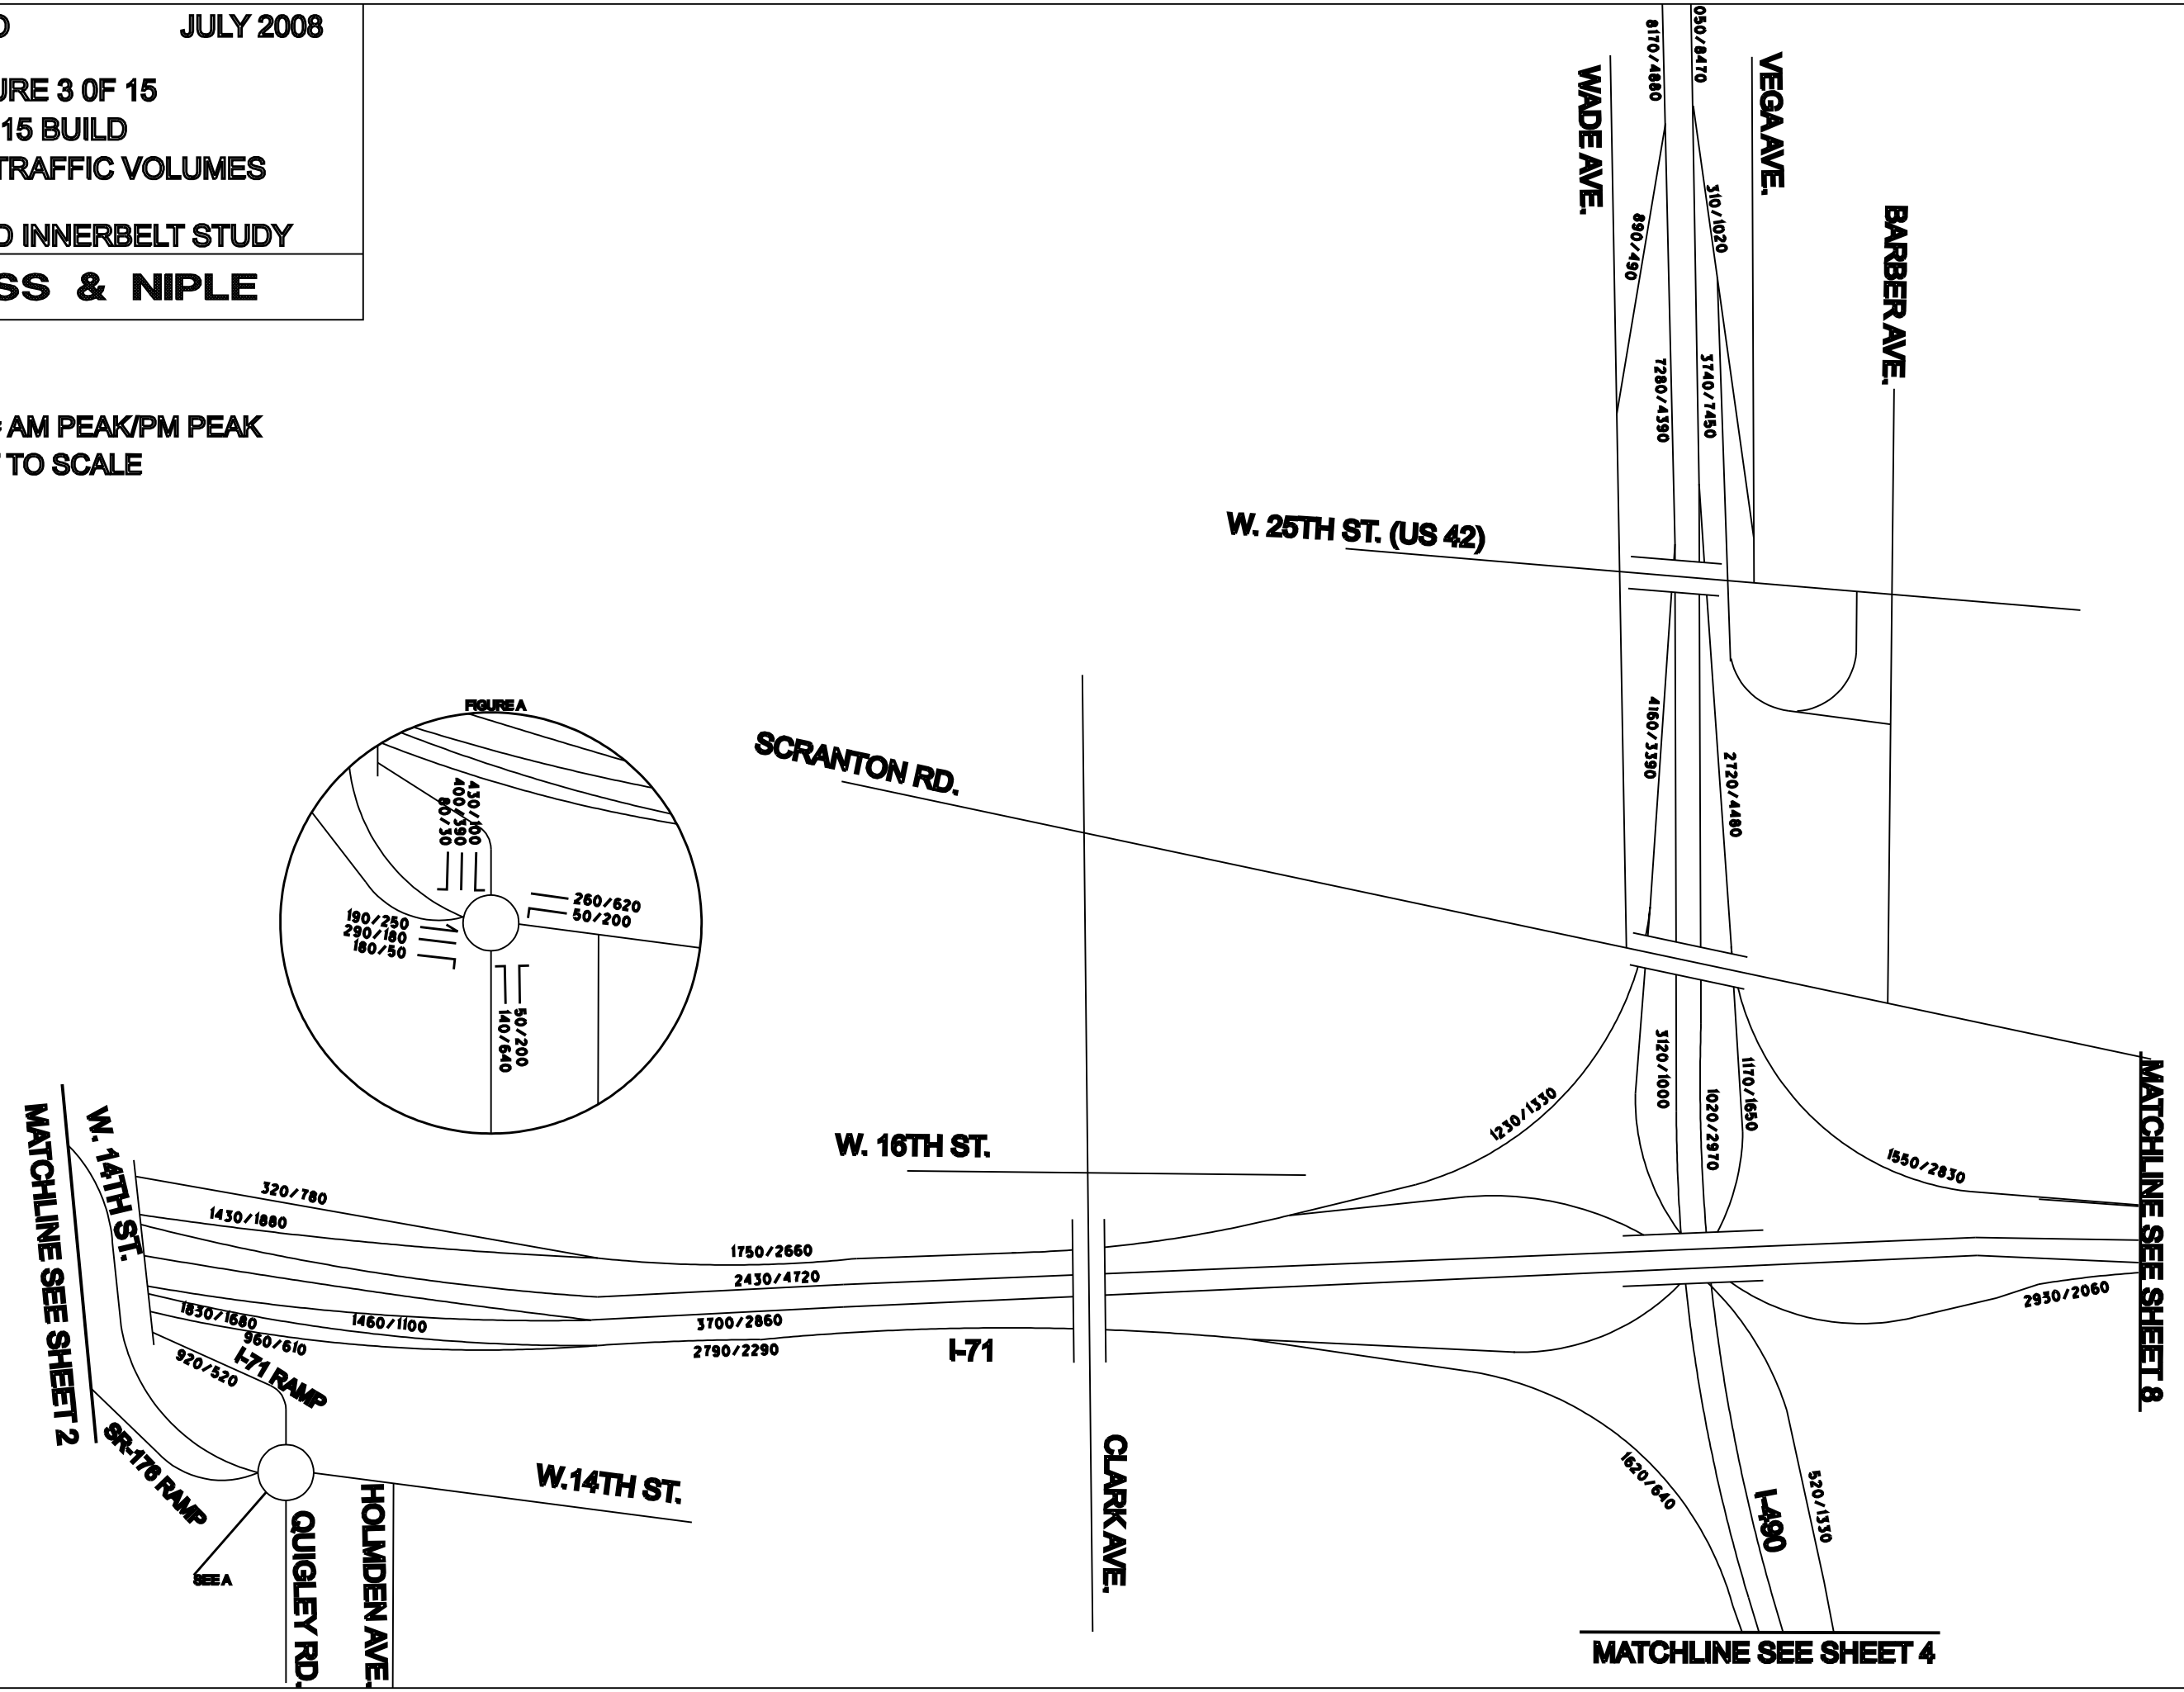 JULY 2008
URE 3 0F 15
15 BUILD
TRAFFIC VOLUMES
D INNERBELT STUDY
SS & NIPLE
= AM PEAK/PM PEAK
TO SCALE
8170/4880
050/8470
WADE AVE.
VEGA AVE.
890/490
310/1020
BARBER AVE.
7280/4390
3740/7450
W. 25TH ST. (US 42)
4160/3390
2720/4480
SCRANTON RD.
FIGURE A
430/100
400/390
80/30
260/620
50/200
190/250
290/180
180/50
50/200
140/640
3120/1000
1020/2970
1170/1650
1230/1330
1550/2830
MATCHLINE SEE SHEET 8
W. 16TH ST.
W. 14TH ST.
MATCHLINE SEE SHEET 2
320/780
1430/1880
1750/2660
2430/4720
1830/1680
1460/1100
3700/2860
960/610
2790/2290
920/520
I-71 RAMP
I-71
2930/2060
SR-176 RAMP
W.14TH ST.
CLARK AVE.
1620/640
I-490
520/1330
SEE A
QUIGLEY RD.
HOLMDEN AVE.
MATCHLINE SEE SHEET 4